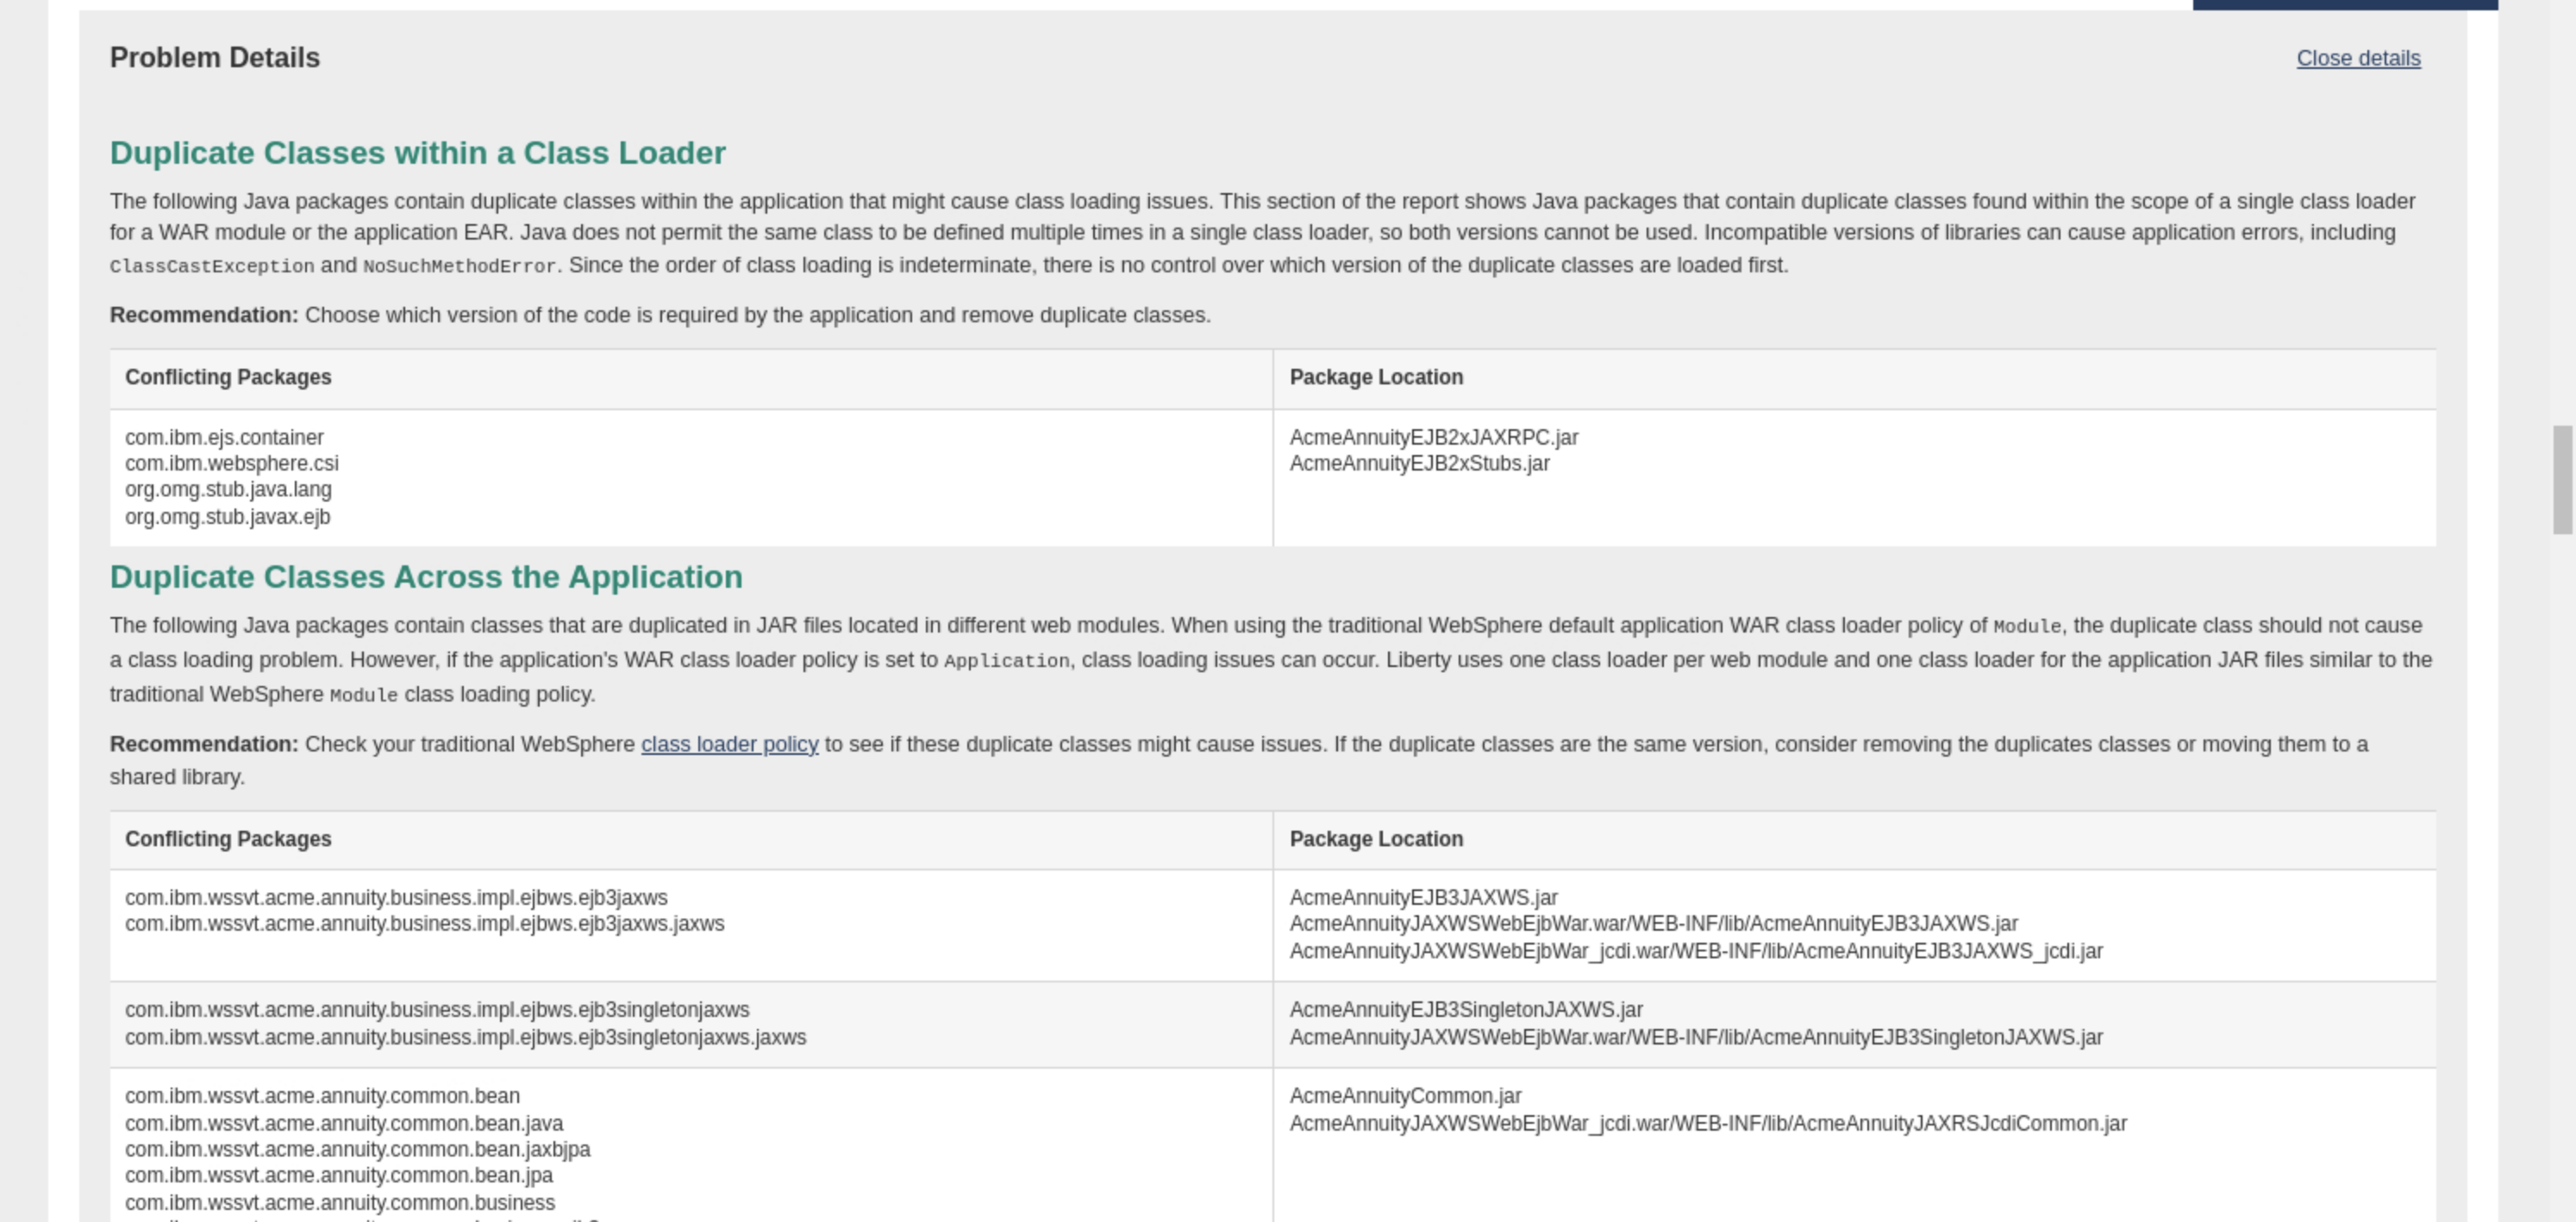 Problem Details
Close details
Duplicate Classes within a Class Loader
The following Java packages contain duplicate classes within the application that might cause class loading issues. This section of the report shows Java packages that contain duplicate classes found within the scope of a single class loader
for a WAR module or the application EAR. Java does not permit the same class to be defined multiple times in a single class loader, so both versions cannot be used. Incompatible versions of libraries can cause application errors, including
ClassCastException and NoSuchMethodError. Since the order of class loading is indeterminate, there is no control over which version of the duplicate classes are loaded first.
Recommendation: Choose which version of the code is required by the application and remove duplicate classes.
Conflicting Packages
Package Location
com.ibm.ejs.container
com.ibm.websphere.csi
org.omg.stub.java.lang
org.omg.stub.javax.ejb
AcmeAnnuityEJB2xJAXRPC.jar
AcmeAnnuityEJB2xStubs.jar
Duplicate Classes Across the Application
The following Java packages contain classes that are duplicated in JAR files located in different web modules. When using the traditional WebSphere default application WAR class loader policy of Module, the duplicate class should not cause
a class loading problem. However, if the application's WAR class loader policy is set to Application, class loading issues can occur. Liberty uses one class loader per web module and one class loader for the application JAR files similar to the
traditional WebSphere Module class loading policy.
Recommendation: Check your traditional WebSphere class loader policy to see if these duplicate classes might cause issues. If the duplicate classes are the same version, consider removing the duplicates classes or moving them to a
shared library.
Conflicting Packages
Package Location
com.ibm.wssvt.acme.annuity.business.impl.ejbws.ejb3jaxws
com.ibm.wssvt.acme.annuity.business.impl.ejbws.ejb3jaxws.jaxws
AcmeAnnuityEJB3JAXWS.jar
AcmeAnnuityJAXWSWebEjbWar.war/WEB-INF/lib/AcmeAnnuityEJB3JAXWS.jar
AcmeAnnuityJAXWSWebEjbWar_jcdi.war/WEB-INF/lib/AcmeAnnuityEJB3JAXWS_jcdi.jar
com.ibm.wssvt.acme.annuity.business.impl.ejbws.ejb3singletonjaxws
com.ibm.wssvt.acme.annuity.business.impl.ejbws.ejb3singletonjaxws.jaxws
AcmeAnnuityEJB3SingletonJAXWS.jar
AcmeAnnuityJAXWSWebEjbWar.war/WEB-INF/lib/AcmeAnnuityEJB3SingletonJAXWS.jar
com.ibm.wssvt.acme.annuity.common.bean
com.ibm.wssvt.acme.annuity.common.bean.java
com.ibm.wssvt.acme.annuity.common.bean.jaxbjpa
com.ibm.wssvt.acme.annuity.common.bean.jpa
com.ibm.wssvt.acme.annuity.common.business
AcmeAnnuityCommon.jar
AcmeAnnuityJAXWSWebEjbWar_jcdi.war/WEB-INF/lib/AcmeAnnuityJAXRSJcdiCommon.jar